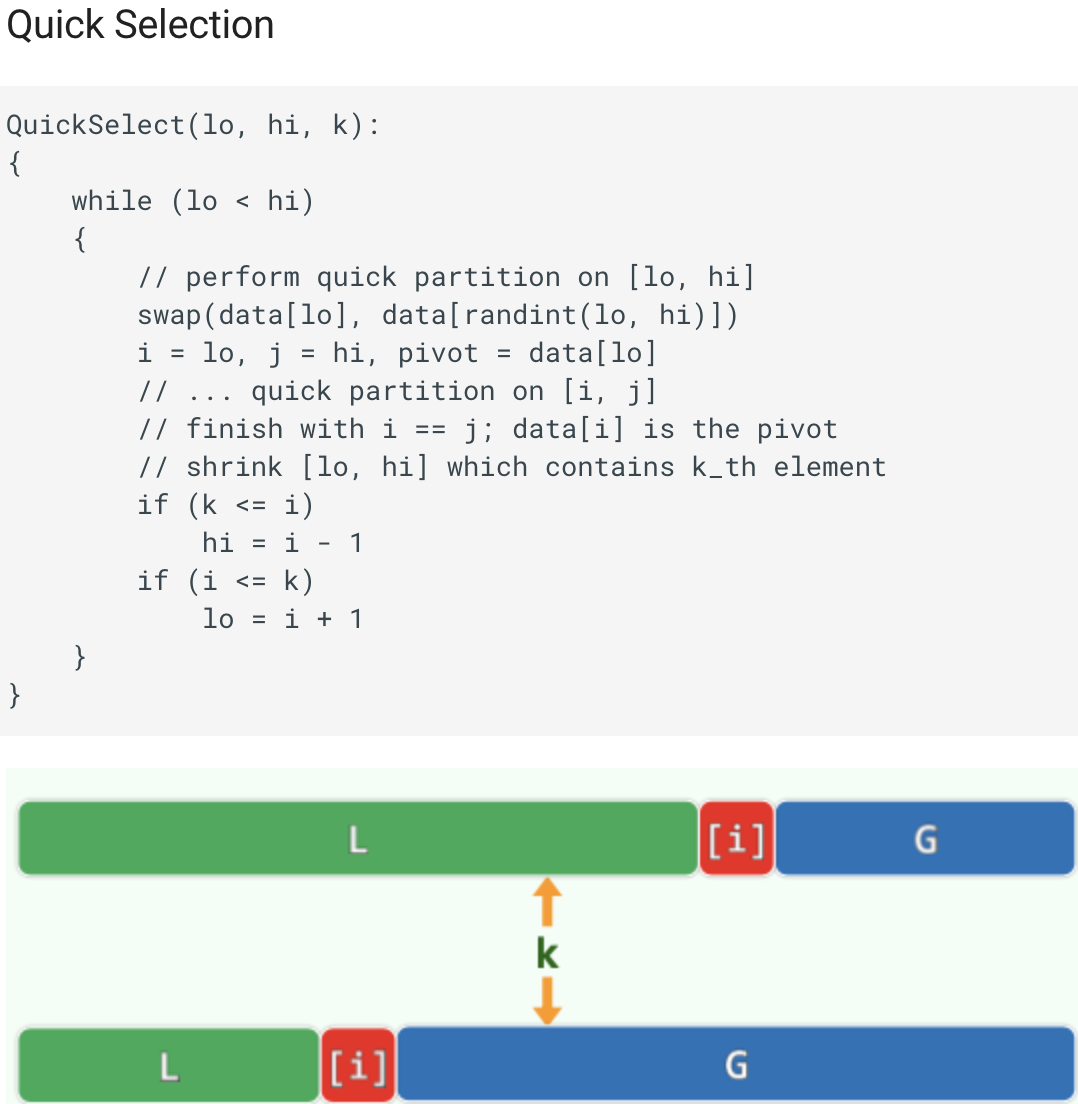 Quick Selection
QuickSelect(lo, hi, k):
{
    while (lo < hi)
    {
        // perform quick partition on [lo, hi]
        swap(data[lo], data[randint(lo, hi)])
        i = lo, j = hi, pivot = data[lo]
        // ... quick partition on [i, j]
        // finish with i == j; data[i] is the pivot
        // shrink [lo, hi] which contains k_th element
        if (k <= i)
            hi = i - 1
        if (i <= k)
            lo = i + 1
    }
}
L [i] G
k
L [i] G